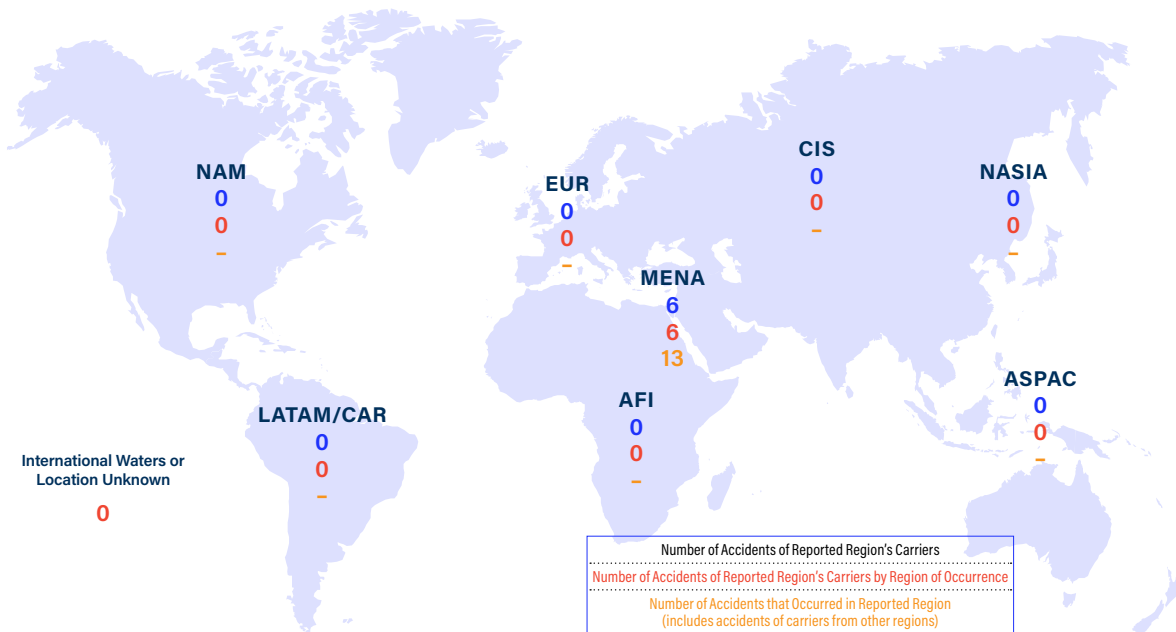 NAM
0
0
–
EUR
0
0
–
CIS
0
0
–
NASIA
0
0
–
MENA
6
6
13
ASPAC
0
0
–
AFI
0
0
–
LATAM/CAR
0
0
–
International Waters or
Location Unknown
0
Number of Accidents of Reported Region's Carriers
Number of Accidents of Reported Region's Carriers by Region of Occurrence
Number of Accidents that Occurred in Reported Region
(includes accidents of carriers from other regions)